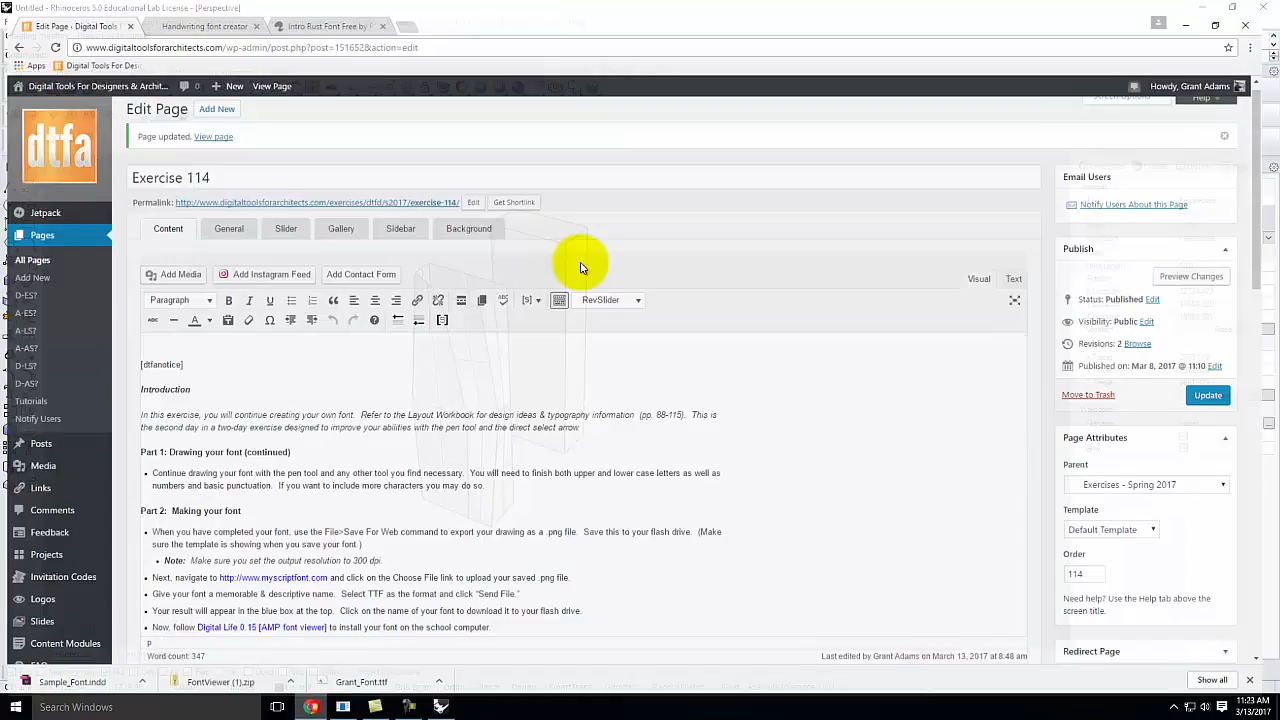 Untitled - Rhinoceros 5.0 Educational Lab License - [Perspective]
Edit Page ‹ Digital Tools
Handwriting font creator
Intro Rust Font Free by F
www.digitaltoolsforarchitects.com/wp-admin/post.php?post=151652&action=edit
Apps
Digital Tools For Des
Digital Tools For Designers & Archit...
0
New
View Page
Howdy, Grant Adams
Edit Page
Add New
Screen Options
Help
Page updated. View page
dtfa
Exercise 114
Email Users
Permalink: http://www.digitaltoolsforarchitects.com/exercises/dtfd/s2017/exercise-114/
Edit
Get Shortlink
Notify Users About this Page
Jetpack
Content
General
Slider
Gallery
Sidebar
Background
Pages
Publish
All Pages
Add New
D-ES?
A-ES?
A-LS?
A-AS?
D-LS?
D-AS?
Tutorials
Notify Users
Posts
Media
Links
Comments
Feedback
Projects
Invitation Codes
Logos
Slides
Content Modules
FAQ
Add Media
Add Instagram Feed
Add Contact Form
Visual
Text
Paragraph
RevSlider
[dtfanotice]
Introduction
In this exercise, you will continue creating your own font. Refer to the Layout Workbook for design ideas & typography information (pp. 88-115). This is
the second day in a two-day exercise designed to improve your abilities with the pen tool and the direct select arrow.
Part 1: Drawing your font (continued)
Continue drawing your font with the pen tool and any other tool you find necessary. You will need to finish both upper and lower case letters as well as
numbers and basic punctuation. If you want to include more characters you may do so.
Part 2: Making your font
When you have completed your font, use the File>Save For Web command to export your drawing as a .png file. Save this to your flash drive. (Make
sure the template is showing when you save your font.)
Note: Make sure you set the output resolution to 300 dpi.
Next, navigate to http://www.myscriptfont.com and click on the Choose File link to upload your saved .png file.
Give your font a memorable & descriptive name. Select TTF as the format and click "Send File."
Your result will appear in the blue box at the top. Click on the name of your font to download it to your flash drive.
Now, follow Digital Life 0.15 [AMP font viewer] to install your font on the school computer.
p
Word count: 347
Last edited by Grant Adams on March 13, 2017 at 8:48 am
Preview Changes
Status: Published Edit
Visibility: Public Edit
Revisions: 2 Browse
Published on: Mar 8, 2017 @ 11:10 Edit
Move to Trash
Update
Page Attributes
Parent
Exercises - Spring 2017
Template
Default Template
Order
114
Need help? Use the Help tab above the
screen title.
Redirect Page
Sample_Font.indd
FontViewer (1).zip
Grant_Font.ttf
Show all
Search Windows
11:23 AM
3/13/2017